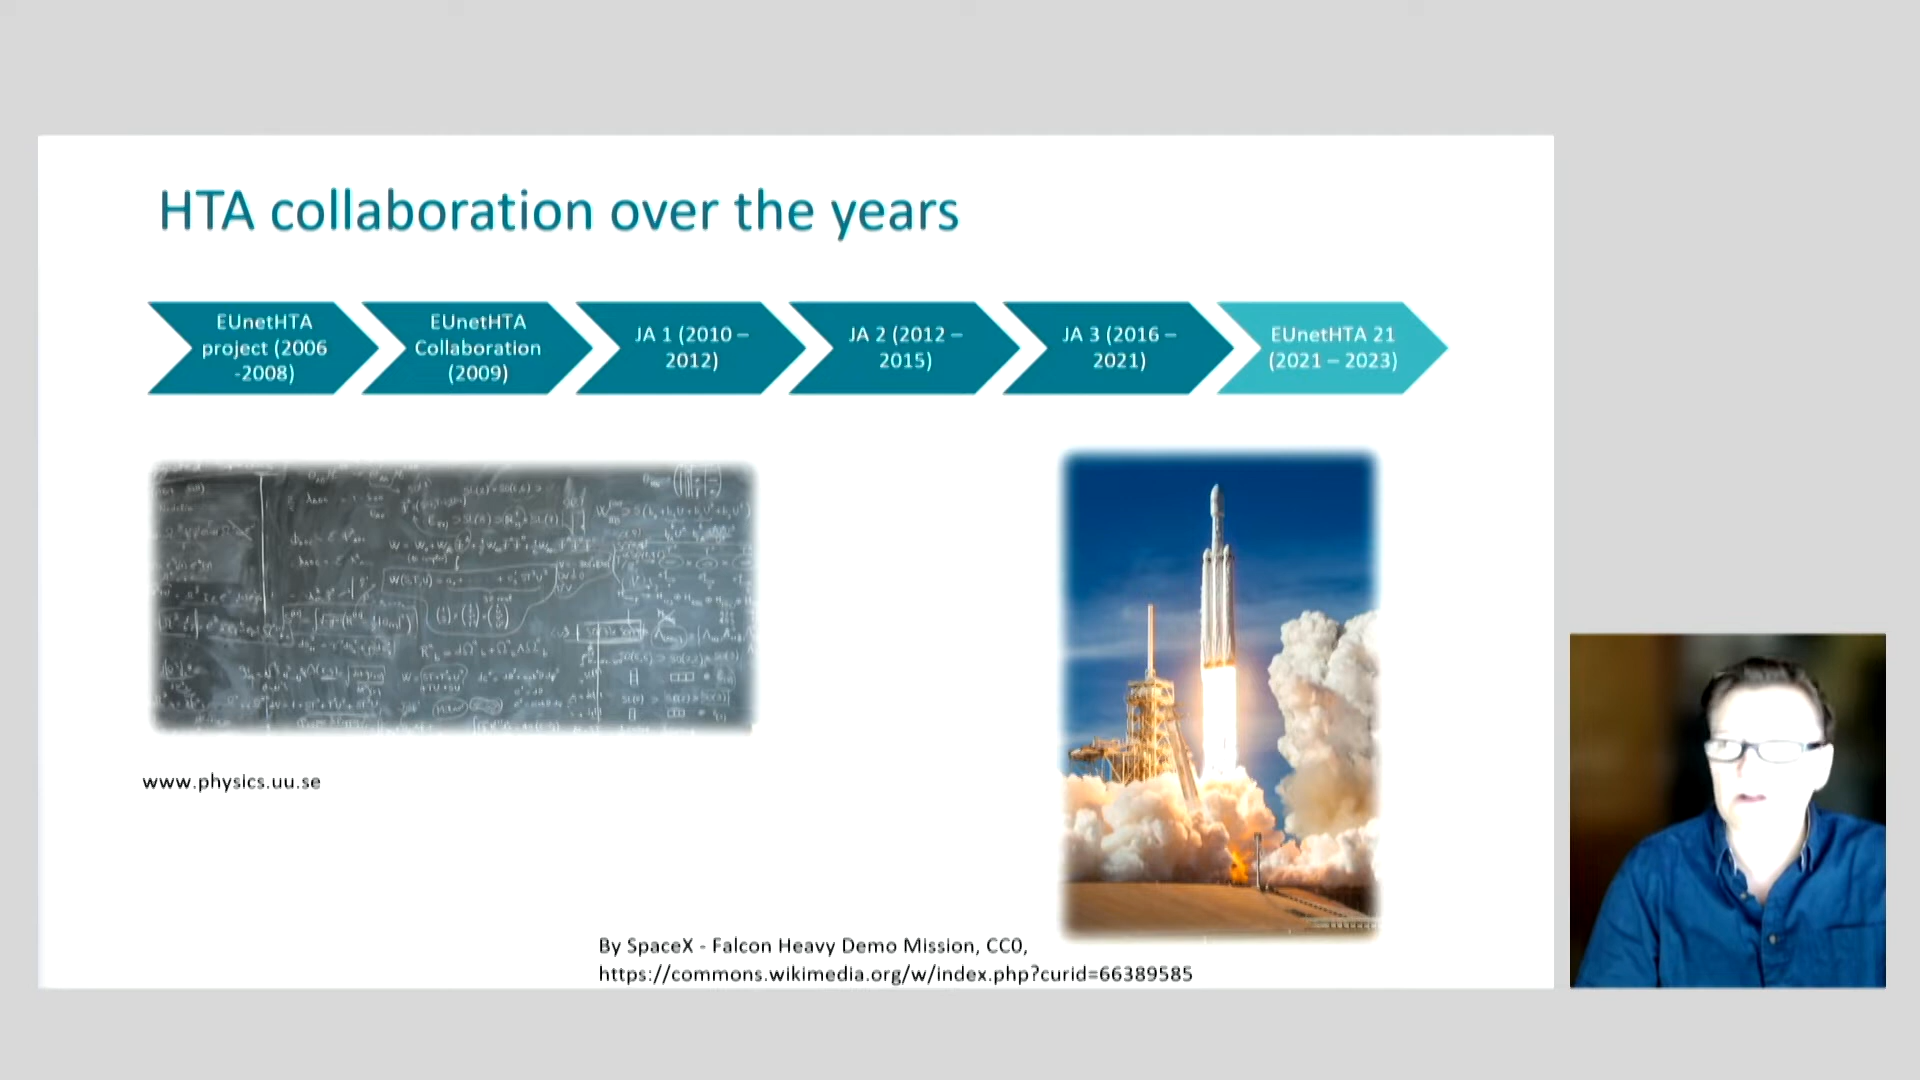 HTA collaboration over the years
EUnetHTA
project (2006
-2008)
EUnetHTA
Collaboration
(2009)
JA 1 (2010 –
2012)
JA 2 (2012 –
2015)
JA 3 (2016 –
2021)
EUnetHTA 21
(2021 – 2023)
www.physics.uu.se
By SpaceX - Falcon Heavy Demo Mission, CC0,
https://commons.wikimedia.org/w/index.php?curid=66389585